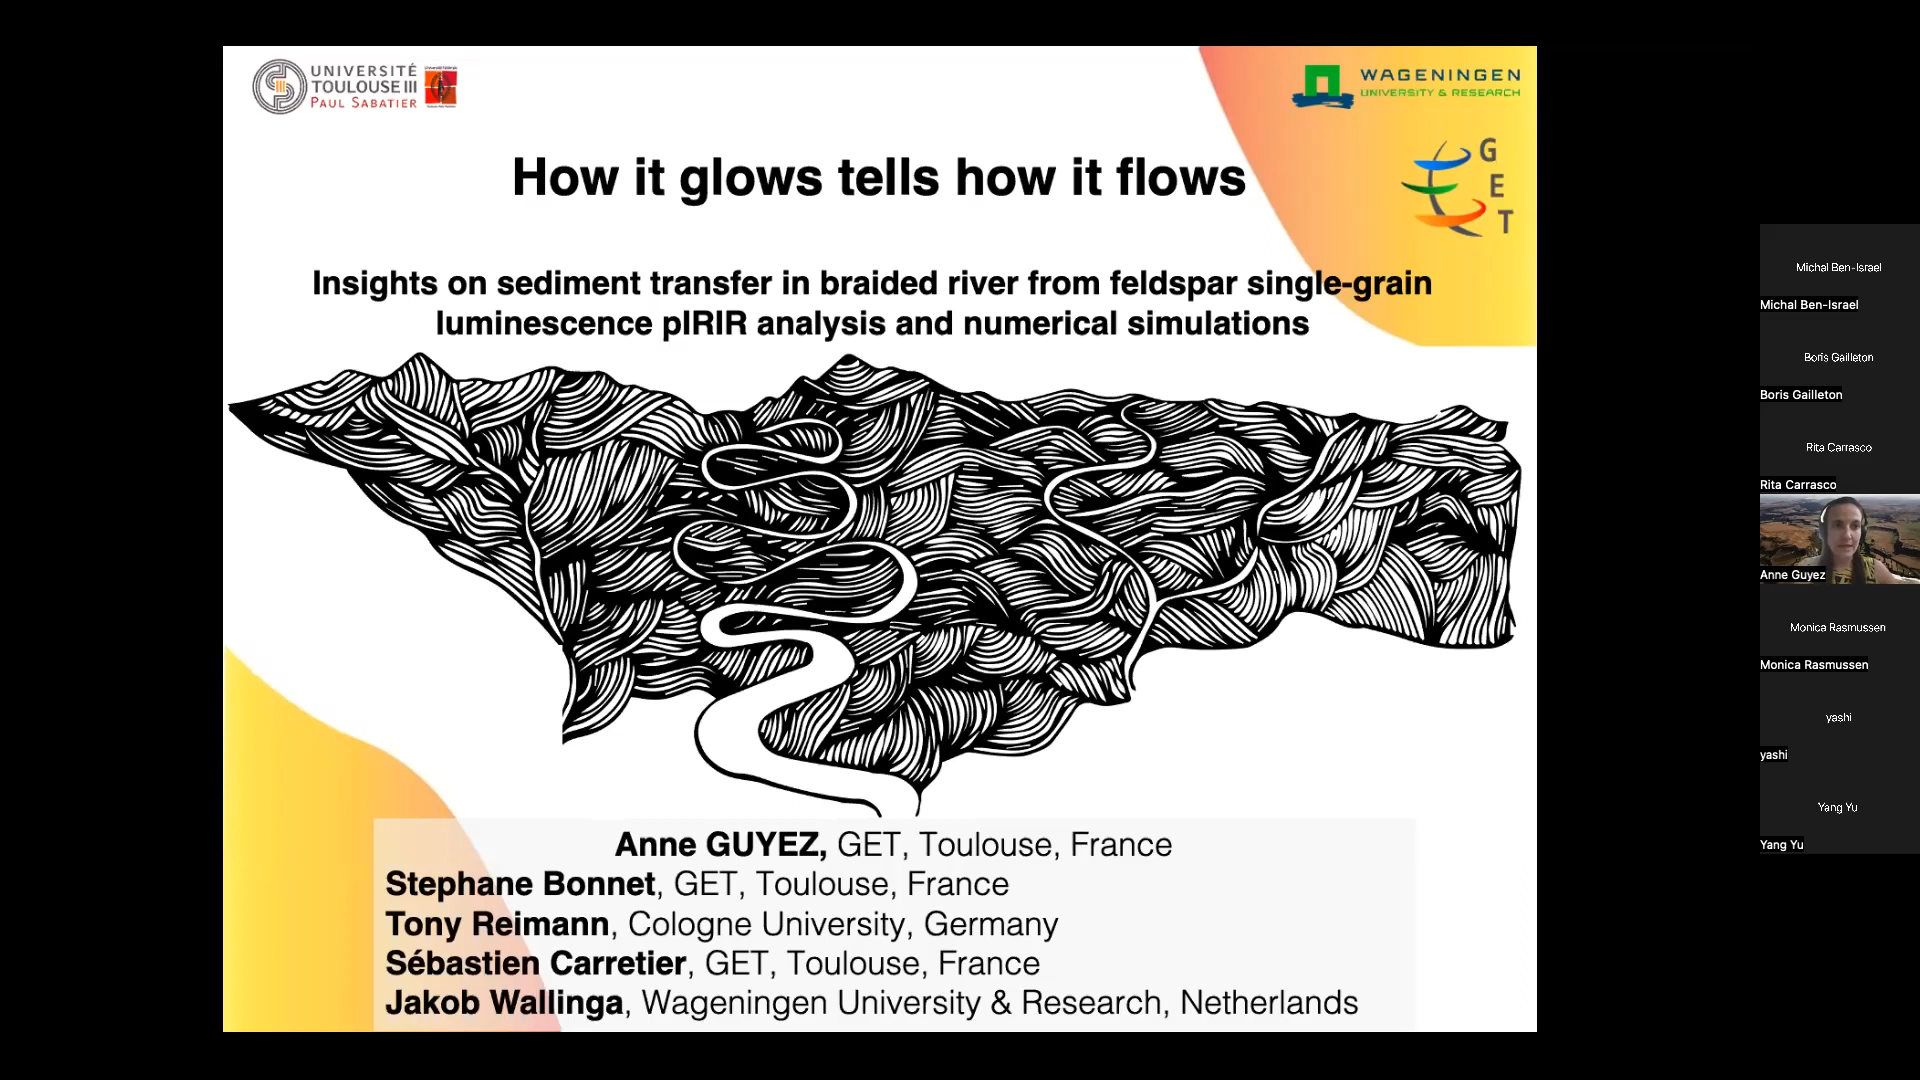 UNIVERSITÉ
TOULOUSE III
PAUL SABATIER
WAGENINGEN
UNIVERSITY & RESEARCH
G
E
T
How it glows tells how it flows
Insights on sediment transfer in braided river from feldspar single-grain
luminescence pIRIR analysis and numerical simulations
Anne GUYEZ, GET, Toulouse, France
Stephane Bonnet, GET, Toulouse, France
Tony Reimann, Cologne University, Germany
Sébastien Carretier, GET, Toulouse, France
Jakob Wallinga, Wageningen University & Research, Netherlands
Michal Ben-Israel
Michal Ben-Israel
Boris Gailleton
Boris Gailleton
Rita Carrasco
Rita Carrasco
Anne Guyez
Monica Rasmussen
Monica Rasmussen
yashi
yashi
Yang Yu
Yang Yu